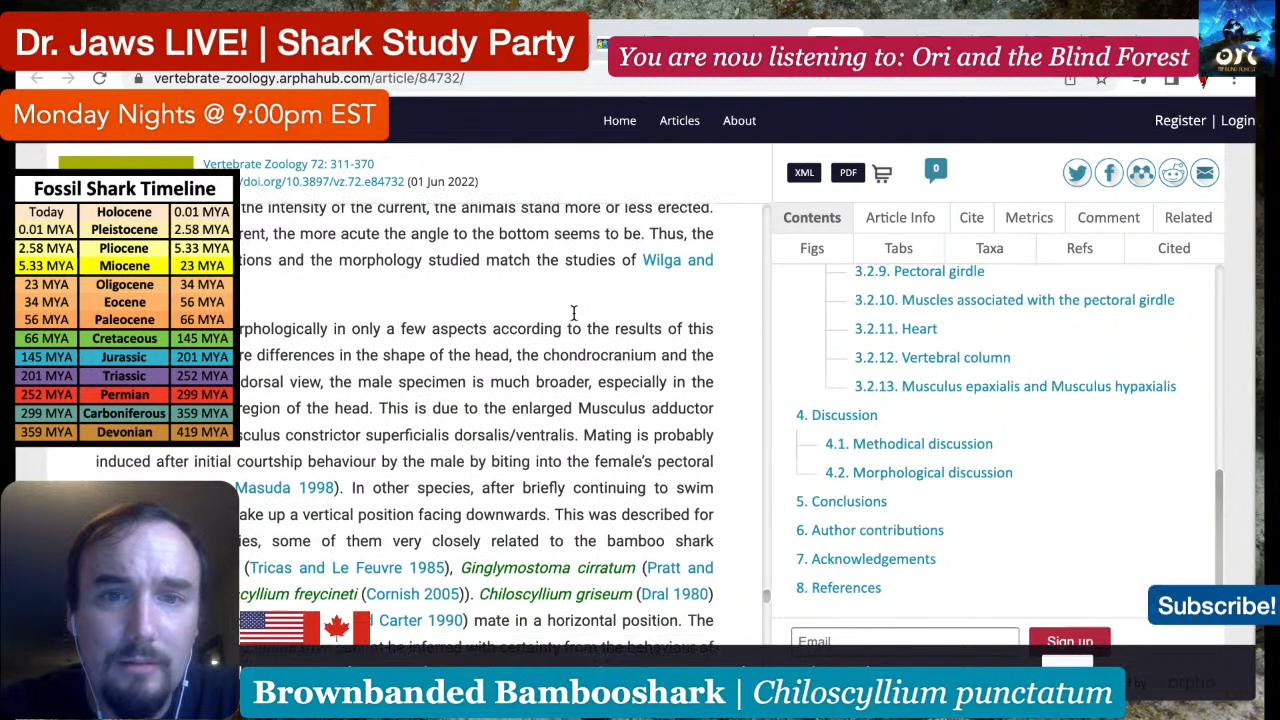 Dr. Jaws LIVE! | Shark Study Party
You are now listening to: Ori and the Blind Forest
ori
vertebrate-zoology.arphahub.com/article/84732/
Monday Nights @ 9:00pm EST
Home Articles About
Register | Login
Vertebrate Zoology 72: 311-370
/doi.org/10.3897/vz.72.e84732 (01 Jun 2022)
XML PDF 0
Fossil Shark Timeline
Today Holocene 0.01 MYA
0.01 MYA Pleistocene 2.58 MYA
2.58 MYA Pliocene 5.33 MYA
5.33 MYA Miocene 23 MYA
23 MYA Oligocene 34 MYA
34 MYA Eocene 56 MYA
56 MYA Paleocene 66 MYA
66 MYA Cretaceous 145 MYA
145 MYA Jurassic 201 MYA
201 MYA Triassic 252 MYA
252 MYA Permian 299 MYA
299 MYA Carboniferous 359 MYA
359 MYA Devonian 419 MYA
the intensity of the current, the animals stand more or less erected.
rent, the more acute the angle to the bottom seems to be. Thus, the
tions and the morphology studied match the studies of Wilga and
rphologically in only a few aspects according to the results of this
re differences in the shape of the head, the chondrocranium and the
dorsal view, the male specimen is much broader, especially in the
region of the head. This is due to the enlarged Musculus adductor
sculus constrictor superficialis dorsalis/ventralis. Mating is probably
induced after initial courtship behaviour by the male by biting into the female's pectoral
Masuda 1998). In other species, after briefly continuing to swim
ake up a vertical position facing downwards. This was described for
ies, some of them very closely related to the bamboo shark
(Tricas and Le Feuvre 1985), Ginglymostoma cirratum (Pratt and
cyllium freycineti (Cornish 2005)). Chiloscyllium griseum (Dral 1980)
d Carter 1990) mate in a horizontal position. The
be inferred with certainty from the behaviour of
Contents Article Info Cite Metrics Comment Related
Figs Tabs Taxa Refs Cited
3.2.9. Pectoral girdle
3.2.10. Muscles associated with the pectoral girdle
3.2.11. Heart
3.2.12. Vertebral column
3.2.13. Musculus epaxialis and Musculus hypaxialis
4. Discussion
4.1. Methodical discussion
4.2. Morphological discussion
5. Conclusions
6. Author contributions
7. Acknowledgements
8. References
Email Sign up
Subscribe!
Brownbanded Bambooshark | Chiloscyllium punctatum